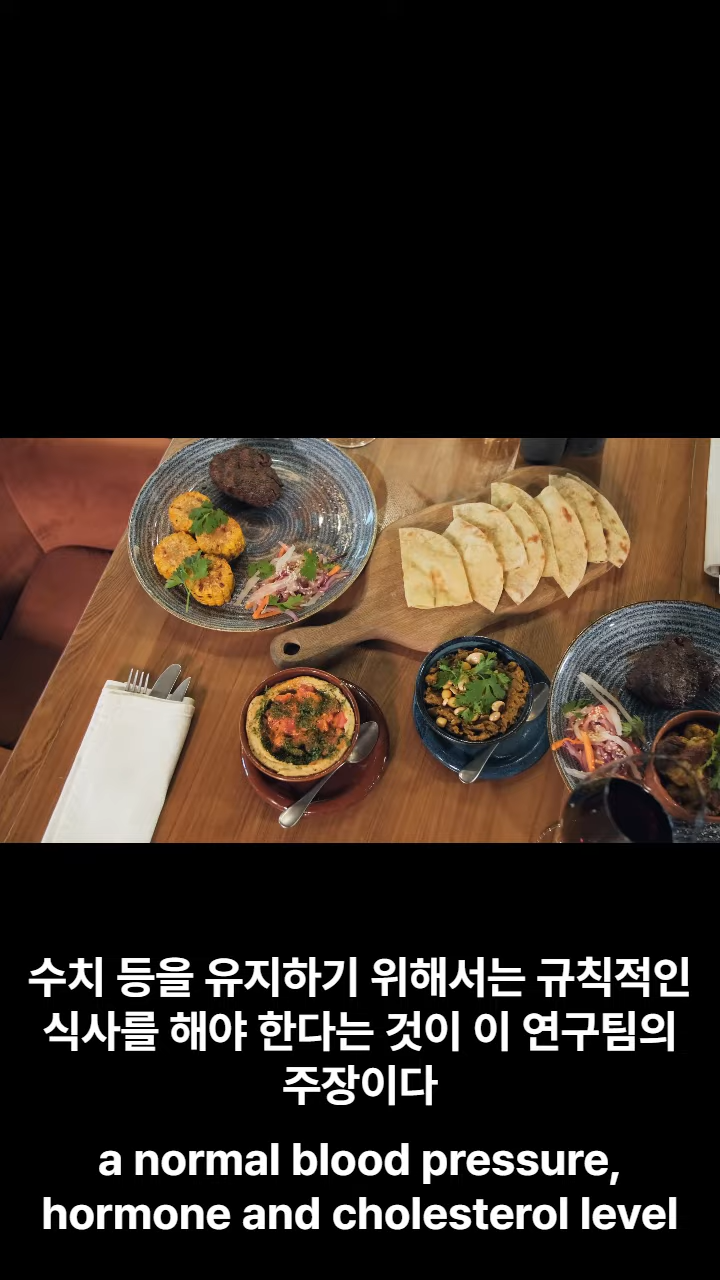 수치 등을 유지하기 위해서는 규칙적인
식사를 해야 한다는 것이 이 연구팀의
주장이다
a normal blood pressure,
hormone and cholesterol level